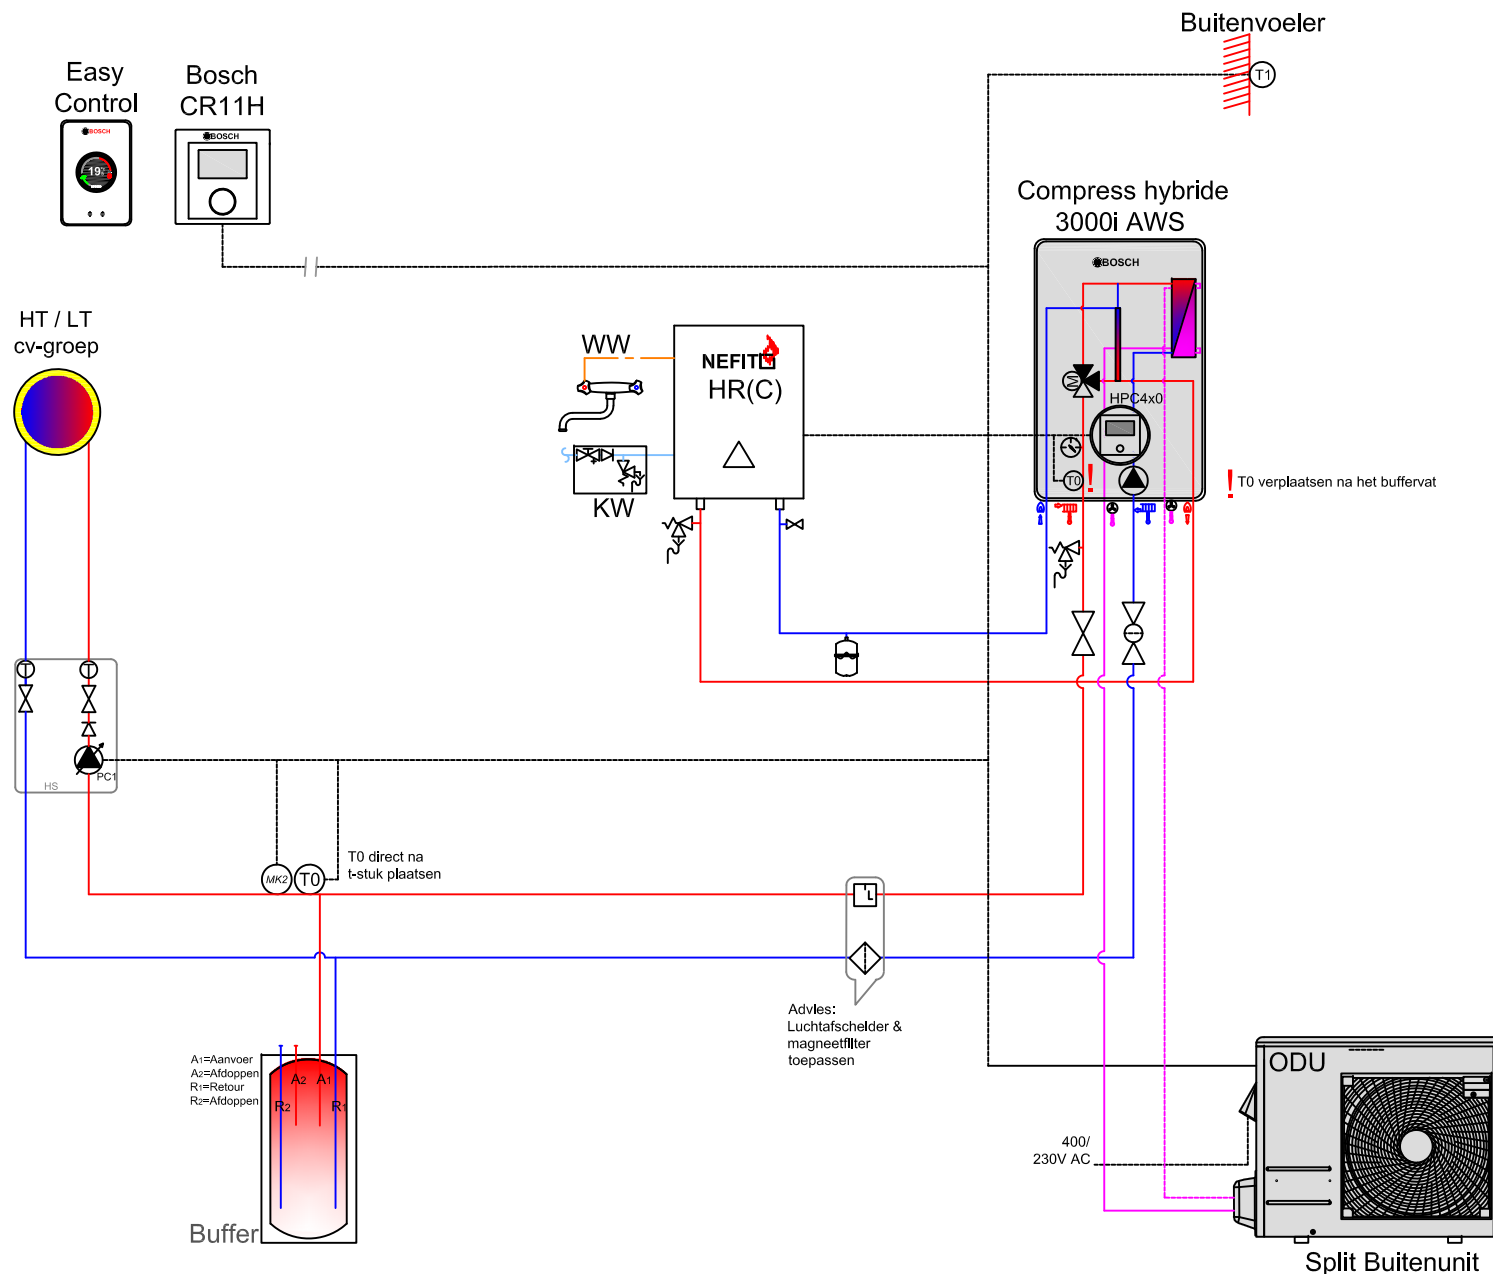 Buitenvoeler
T1
Easy
Control
BOSCH
19
Bosch
CR11H
BOSCH
Compress hybride
3000i AWS
BOSCH
M
HPC4x0
T0
!
! T0 verplaatsen na het buffervat
HT / LT
cv-groep
WW
NEFIT
HR(C)
KW
T
T
PC1
HS
MK2
T0
T0 direct na
t-stuk plaatsen
L
Advies:
Luchtafscheider &
magneetfilter
toepassen
A1=Aanvoer
A2=Afdoppen
R1=Retour
R2=Afdoppen
A2 A1
R2 R1
Buffer
ODU
400/
230V AC
Split Buitenunit